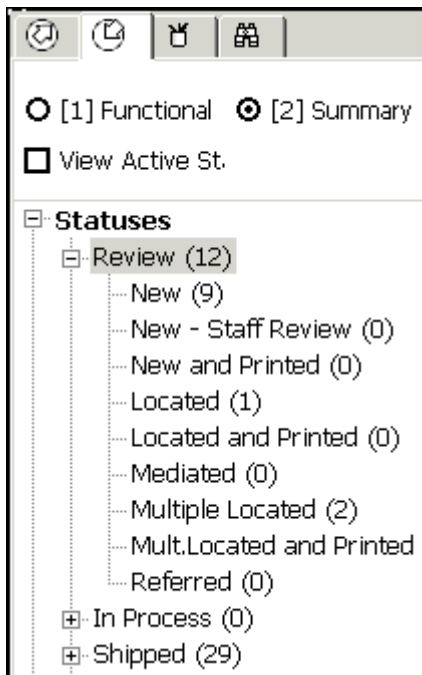 [1] Functional [2] Summary
View Active St.
Statuses
Review (12)
New (9)
New - Staff Review (0)
New and Printed (0)
Located (1)
Located and Printed (0)
Mediated (0)
Multiple Located (2)
Mult.Located and Printed
Referred (0)
In Process (0)
Shipped (29)